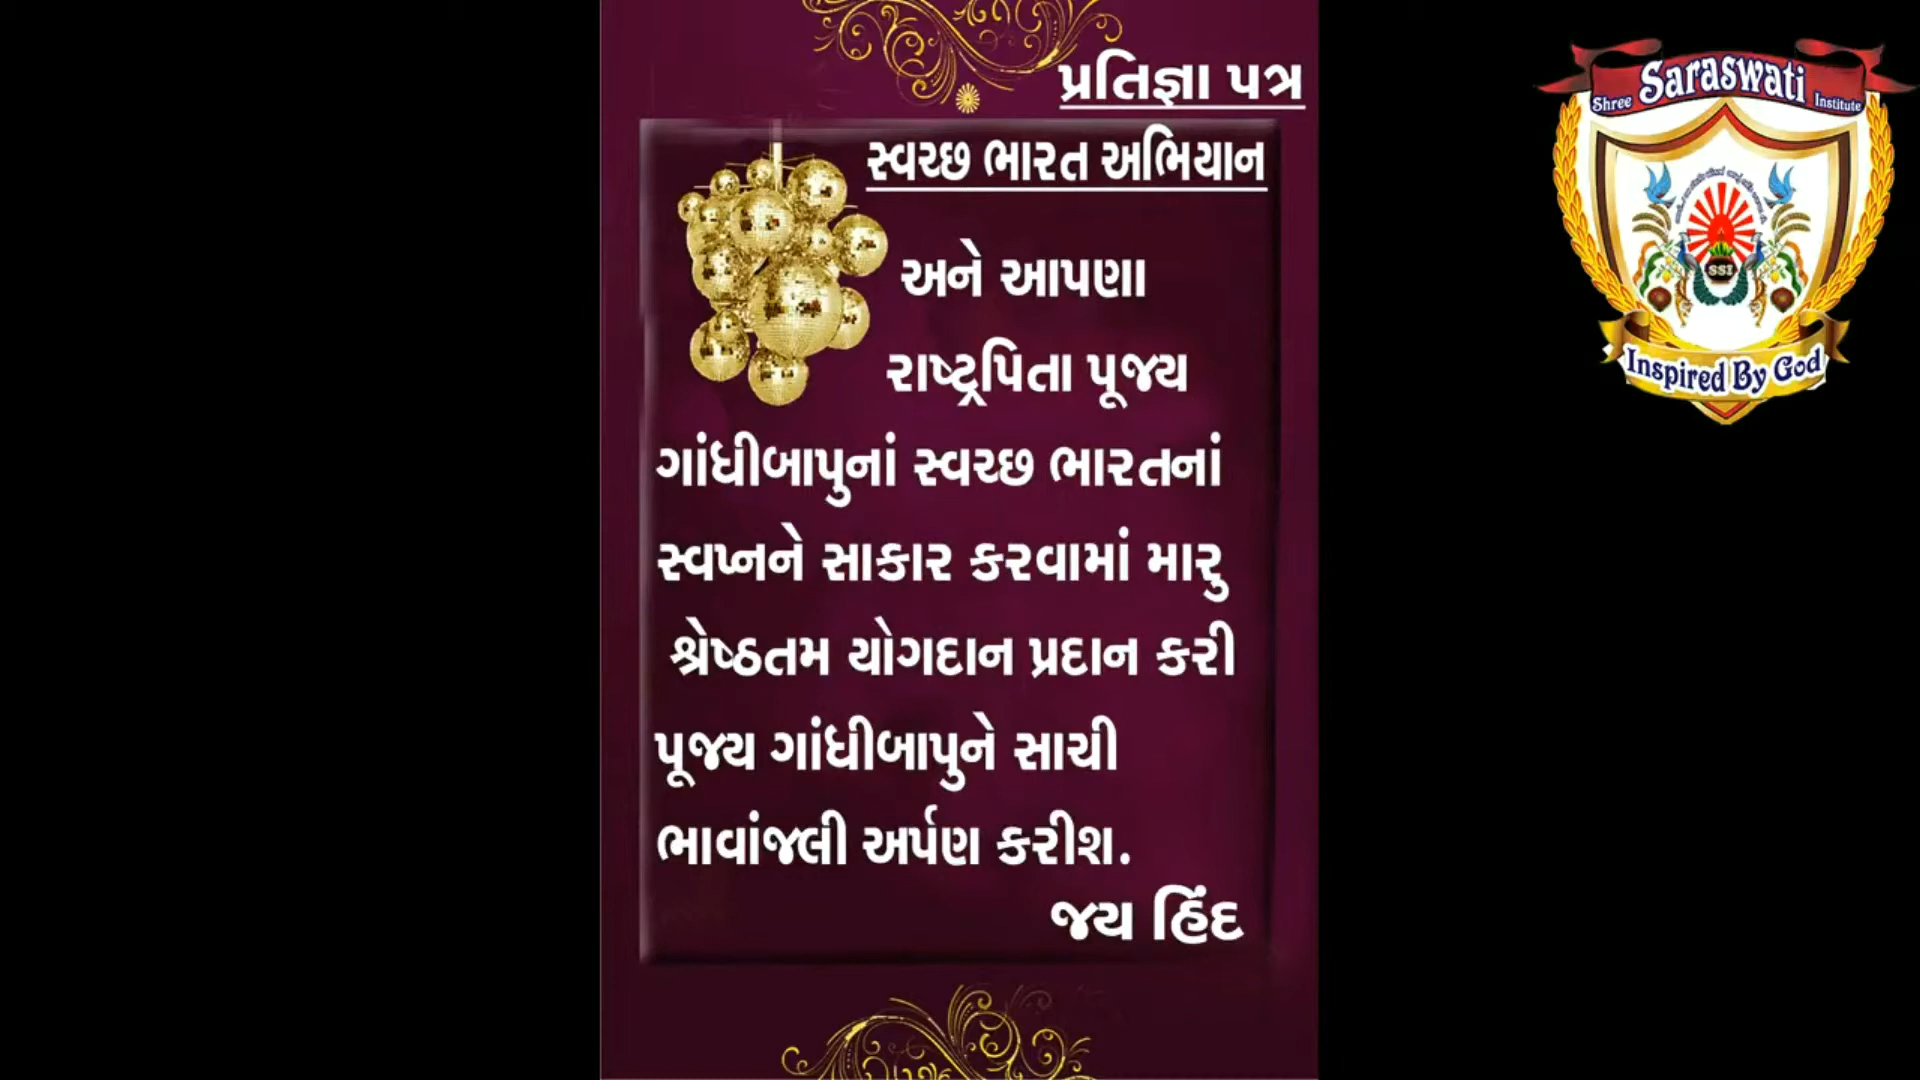 પ્રતિજ્ઞા પત્ર
સ્વચ્છ ભારત અભિયાન
અને આપણા
રાષ્ટ્રપિતા પૂજ્ય
ગાંધીબાપુનાં સ્વચ્છ ભારતનાં
સ્વપ્નને સાકાર કરવામાં મારુ
શ્રેષ્ઠતમ યોગદાન પ્રદાન કરી
પૂજ્ય ગાંધીબાપુને સાચી
ભાવાંજલી અર્પણ કરીશ.
જય હિંદ
Shree Saraswati Institute
SSI
Inspired By God